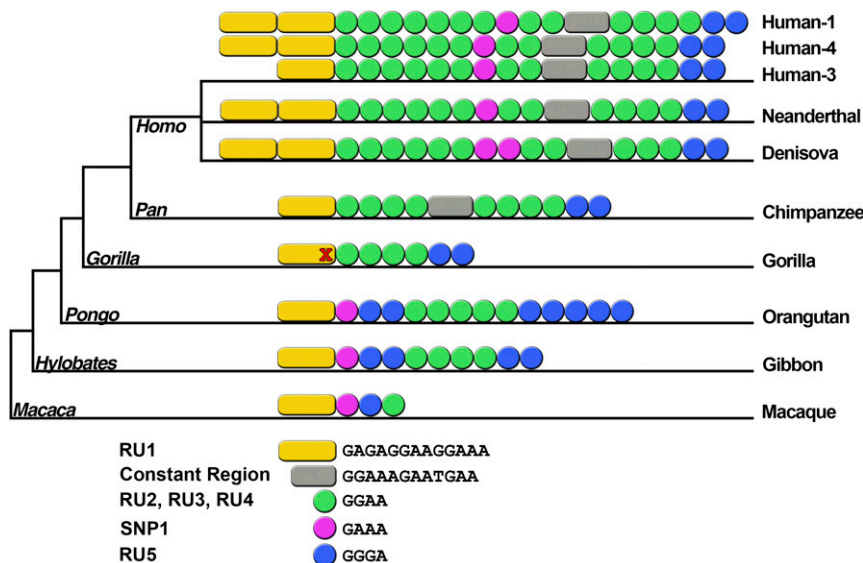 Human-1
Human-4
Human-3
Homo
Neanderthal
Denisova
Pan
Chimpanzee
X
Gorilla
Gorilla
Pongo
Orangutan
Hylobates
Gibbon
Macaca
Macaque
RU1 GAGAGGAAGGAAA
Constant Region GGAAAGAATGAA
RU2, RU3, RU4 GGAA
SNP1 GAAA
RU5 GGGA